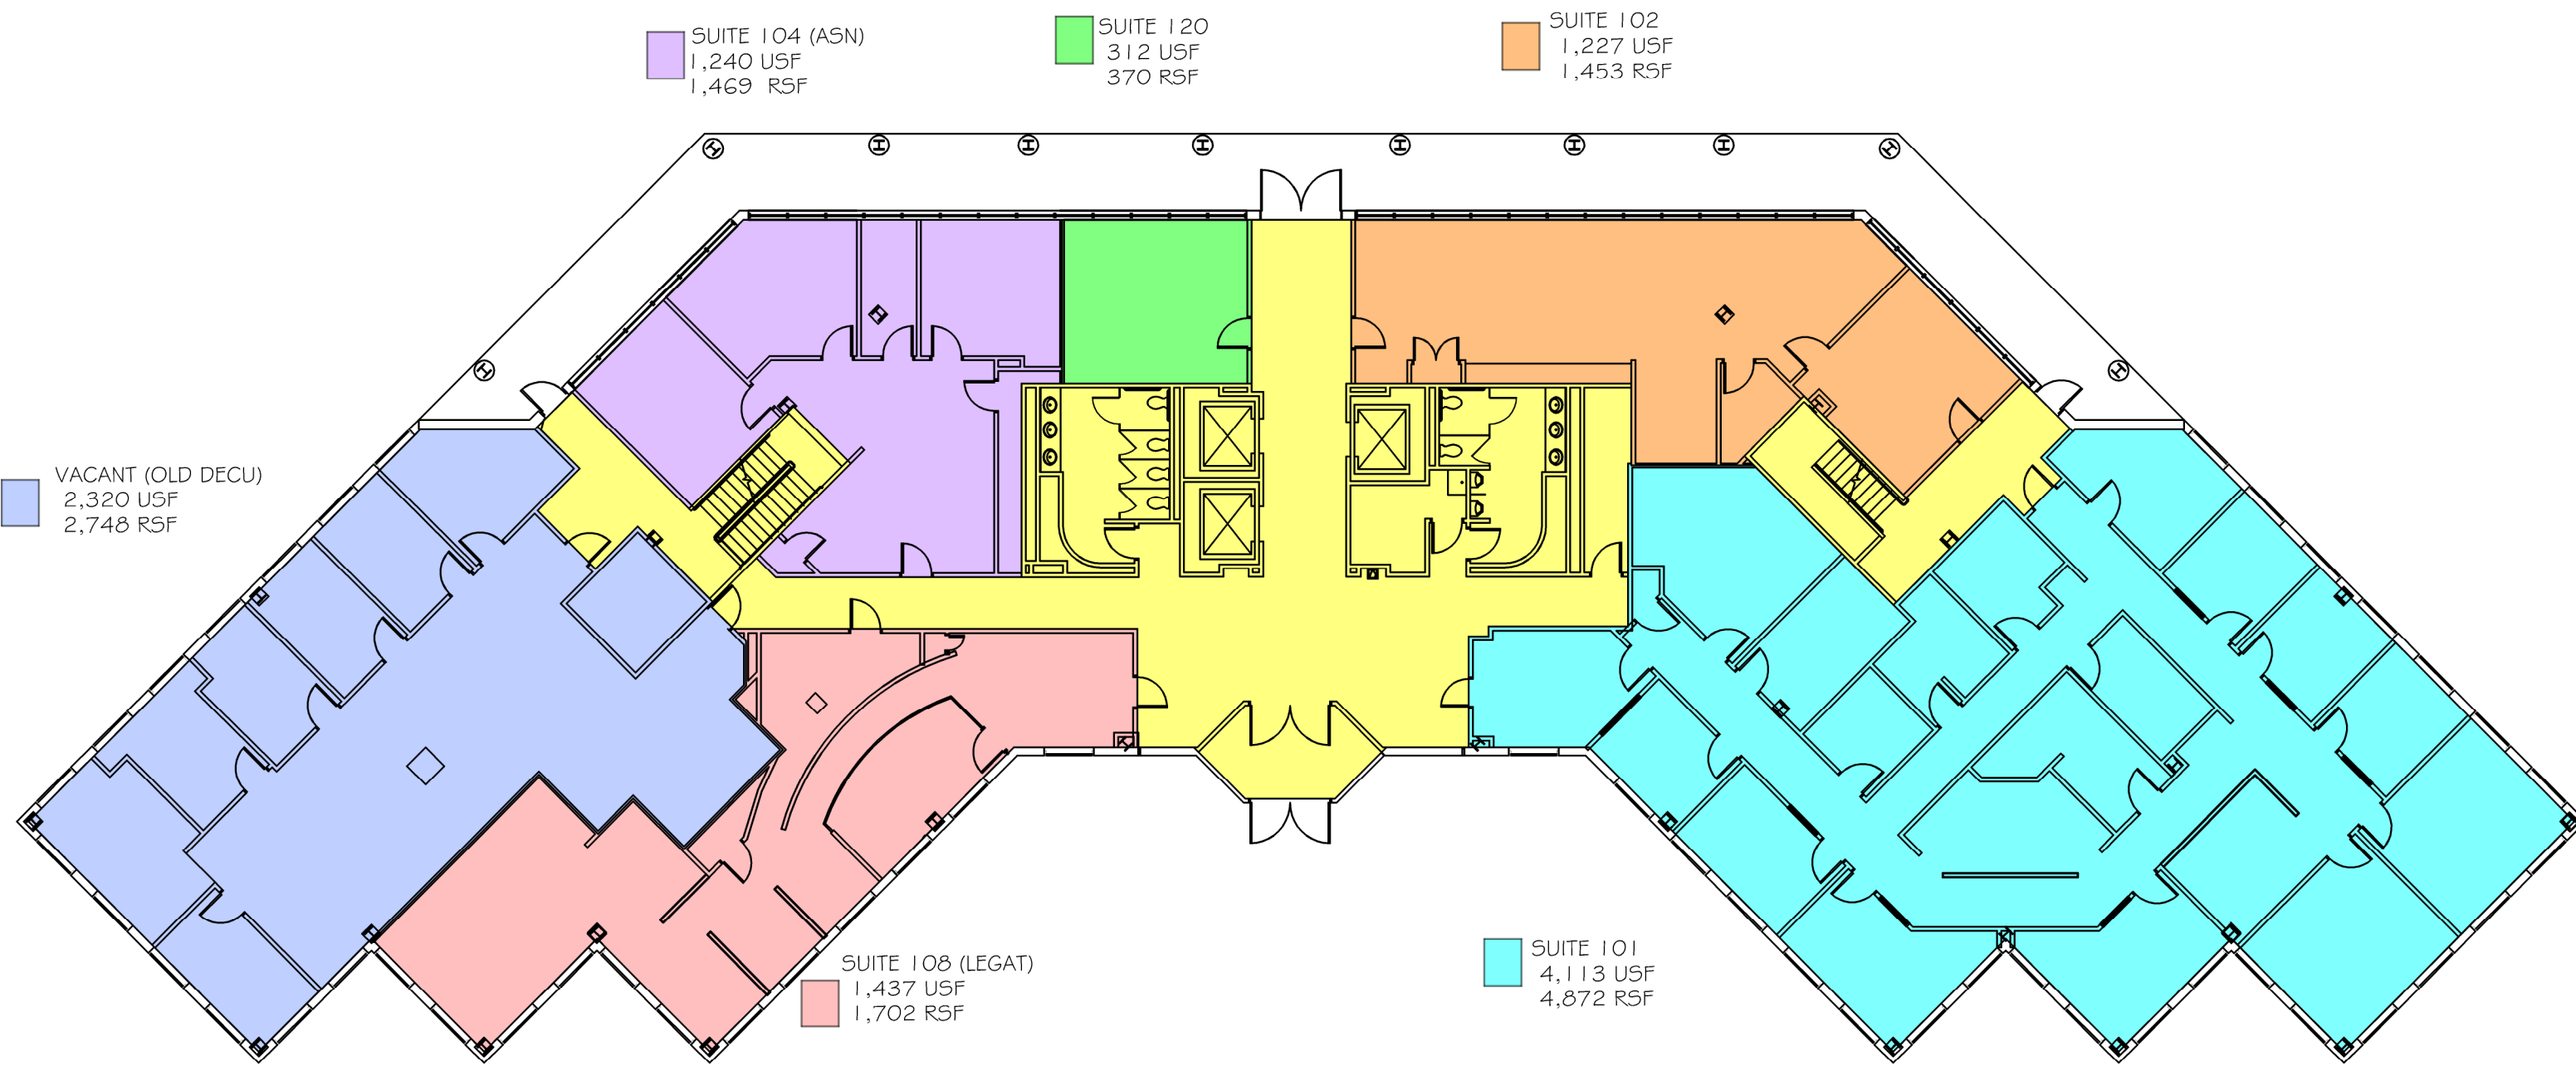 SUITE 104 (ASN)
1,240 USF
1,469 RSF
SUITE 120
312 USF
370 RSF
SUITE 102
1,227 USF
1,453 RSF
VACANT (OLD DECU)
2,320 USF
2,748 RSF
SUITE 108 (LEGAT)
1,437 USF
1,702 RSF
SUITE 101
4,113 USF
4,872 RSF